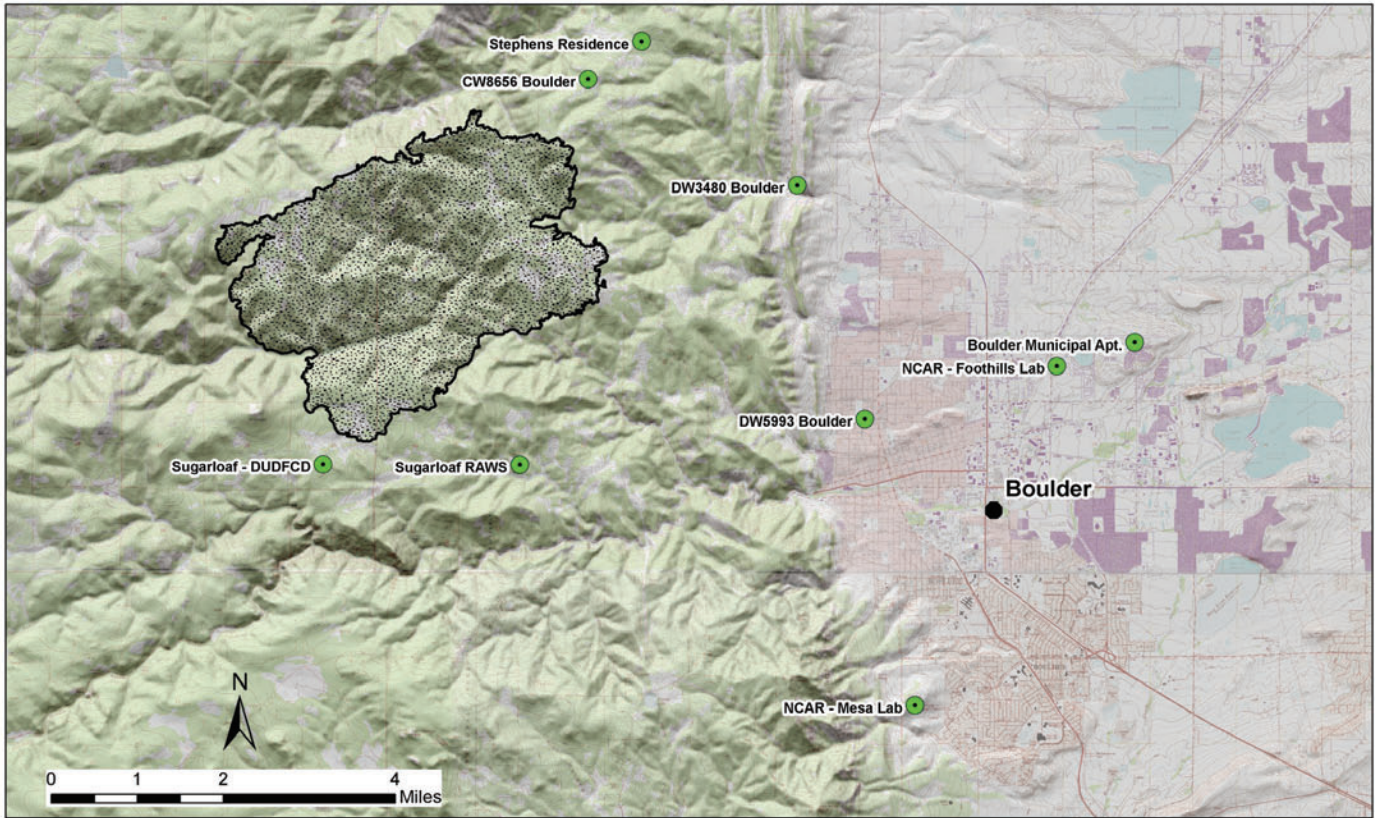 Stephens Residence
CW8656 Boulder
DW3480 Boulder
Boulder Municipal Apt.
NCAR - Foothills Lab
DW5993 Boulder
Sugarloaf - DUDFCD
Sugarloaf RAWS
Boulder
NCAR - Mesa Lab
N
0 1 2 4
Miles